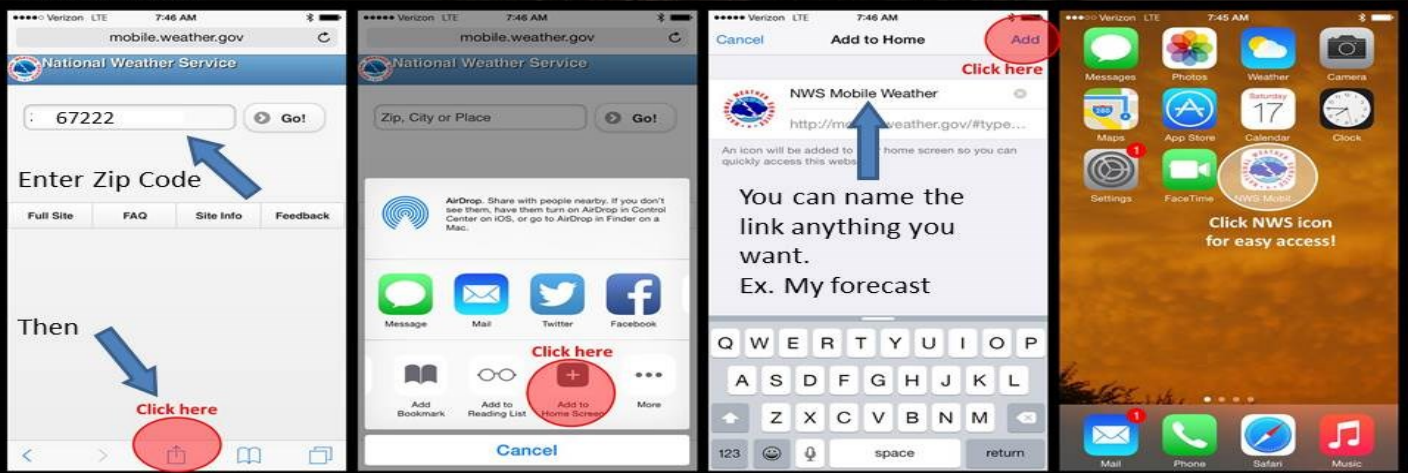 Verizon LTE 7:46 AM
mobile.weather.gov
National Weather Service
67222
Go!
Enter Zip Code
Full Site FAQ Site Info Feedback
Then
Click here
Verizon LTE 7:46 AM
mobile.weather.gov
National Weather Service
Zip, City or Place
Go!
AirDrop. Share with people nearby. If you don't
see them, have them turn on AirDrop in Control
Center on iOS, or go to AirDrop in Finder on a
Mac.
Message Mail Twitter Facebook
Click here
Add
Bookmark
Add to
Reading List
Add to
Home Screen
More
Cancel
Verizon LTE 7:46 AM
Cancel Add to Home Add
Click here
NWS Mobile Weather
An icon will be added to home screen so you can
quickly access this
You can name the
link anything you
want.
Ex. My forecast
Q W E R T Y U I O P
A S D F G H J K L
Z X C V B N M
123 space return
Verizon LTE 7:45 AM
Messages Photos Weather Camera
280
Saturday
17
Maps App Store Calendar Clock
1
Settings FaceTime NWS Mobil...
Click NWS icon
for easy access!
1
Mail Phone Safari Music